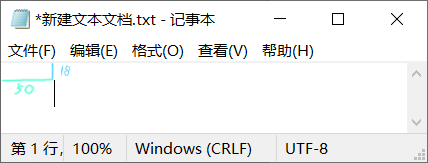 *新建文本文档.txt - 记事本
文件(F) 编辑(E) 格式(O) 查看(V) 帮助(H)
18
50
第 1 行, 100% Windows (CRLF) UTF-8